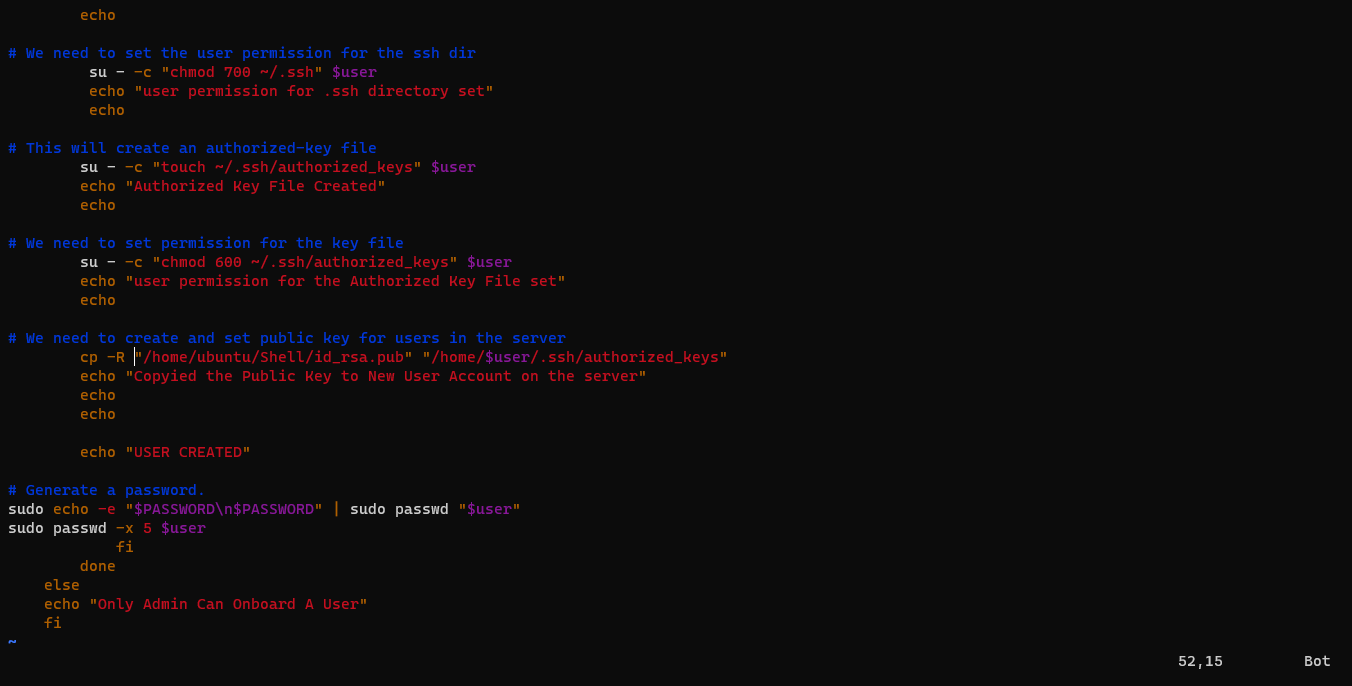 echo

# We need to set the user permission for the ssh dir
         su - -c "chmod 700 ~/.ssh" $user
         echo "user permission for .ssh directory set"
         echo

# This will create an authorized-key file
        su - -c "touch ~/.ssh/authorized_keys" $user
        echo "Authorized Key File Created"
        echo

# We need to set permission for the key file
        su - -c "chmod 600 ~/.ssh/authorized_keys" $user
        echo "user permission for the Authorized Key File set"
        echo

# We need to create and set public key for users in the server
        cp -R "/home/ubuntu/Shell/id_rsa.pub" "/home/$user/.ssh/authorized_keys"
        echo "Copyied the Public Key to New User Account on the server"
        echo
        echo

        echo "USER CREATED"

# Generate a password.
sudo echo -e "$PASSWORD\n$PASSWORD" | sudo passwd "$user"
sudo passwd -x 5 $user
            fi
        done
    else
    echo "Only Admin Can Onboard A User"
    fi
~
52,15         Bot